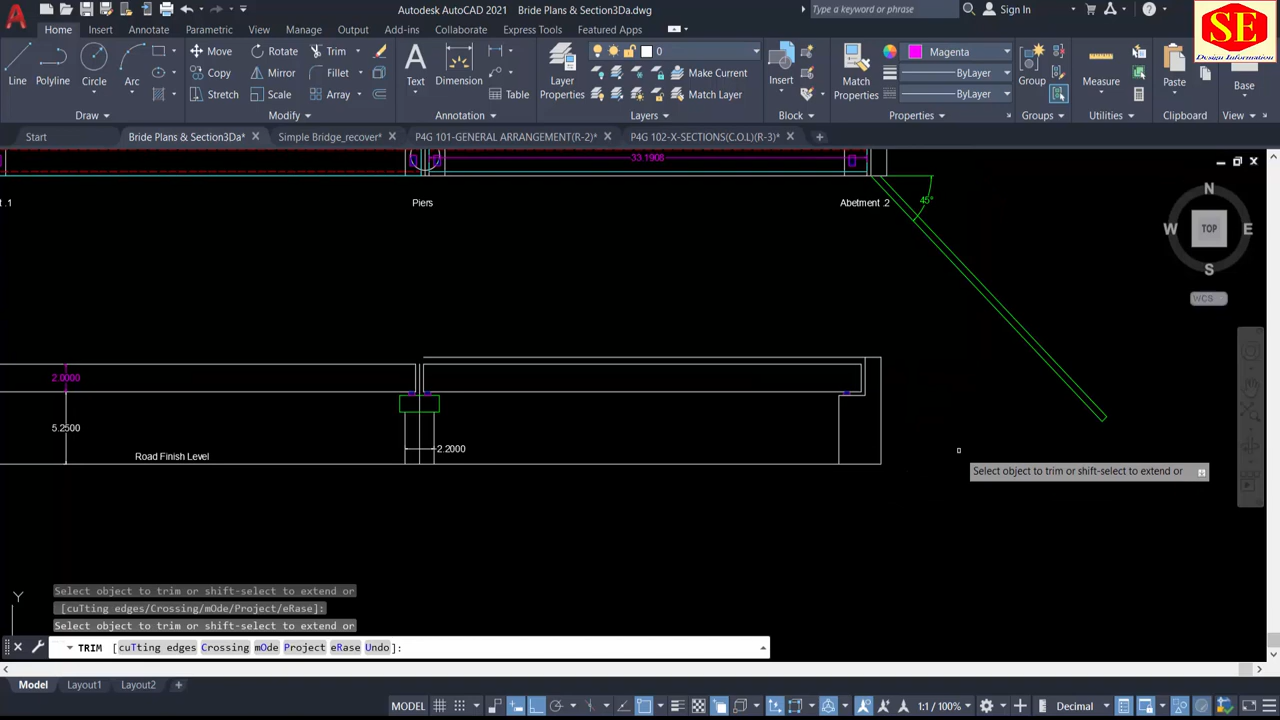 Autodesk AutoCAD 2021 Bride Plans & Section3Da.dwg
Type a keyword or phrase
Sign In
SE
Design Information
Home Insert Annotate Parametric View Manage Output Add-ins Collaborate Express Tools Featured Apps
Line
Polyline
Circle
Arc
Move
Copy
Stretch
Rotate
Mirror
Scale
Trim
Fillet
Array
Text
Dimension
Table
Layer
Properties
0
Make Current
Match Layer
Insert
Match
Properties
Magenta
ByLayer
ByLayer
Group
Measure
Paste
Base
Draw
Modify
Annotation
Layers
Block
Properties
Groups
Utilities
Clipboard
View
Start
Bride Plans & Section3Da*
Simple Bridge_recover*
P4G 101-GENERAL ARRANGEMENT(R-2)*
P4G 102-X-SECTIONS(C.O.L)(R-3)*
33.1908
t .1
Piers
Abetment .2
45°
N
W TOP E
S
WCS
2.0000
5.2500
Road Finish Level
2.2000
Select object to trim or shift-select to extend or
Y
Select object to trim or shift-select to extend or
[cuTting edges/Crossing/mOde/Project/eRase]:
Select object to trim or shift-select to extend or
TRIM [cuTting edges Crossing mOde Project eRase Undo]:
Model Layout1 Layout2
MODEL
1:1 / 100%
Decimal